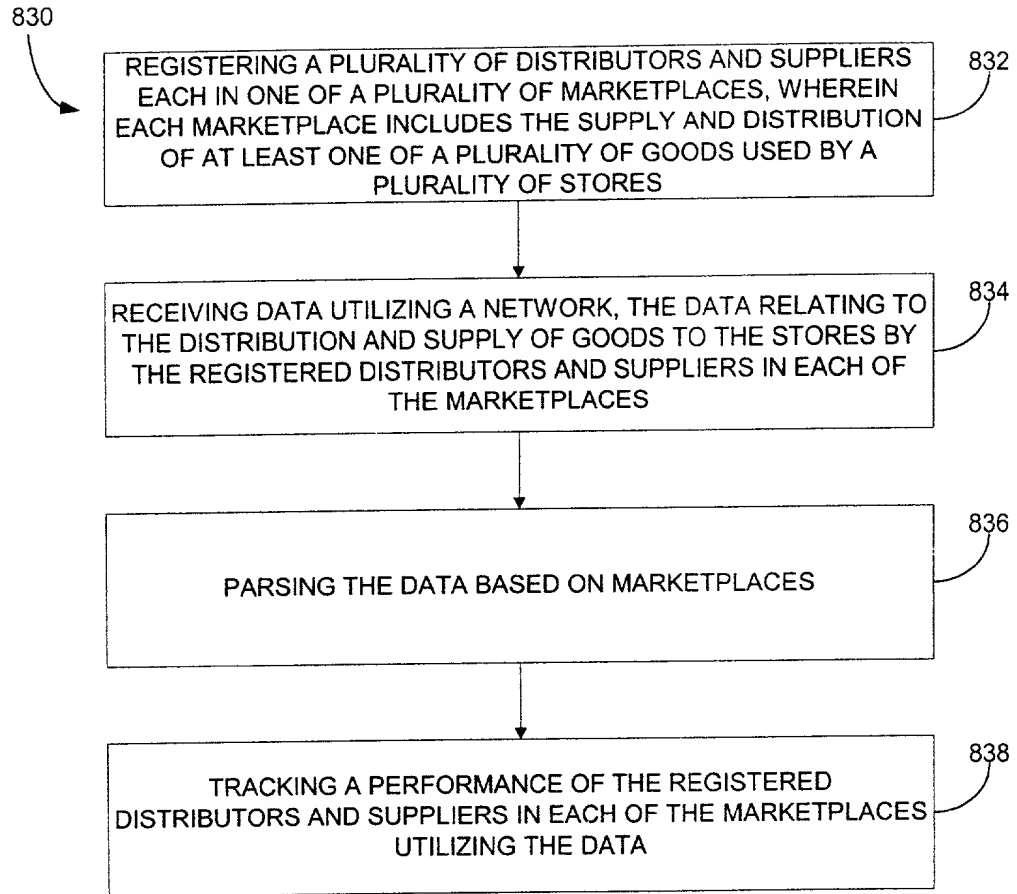 830
REGISTERING A PLURALITY OF DISTRIBUTORS AND SUPPLIERS
EACH IN ONE OF A PLURALITY OF MARKETPLACES, WHEREIN
EACH MARKETPLACE INCLUDES THE SUPPLY AND DISTRIBUTION
OF AT LEAST ONE OF A PLURALITY OF GOODS USED BY A
PLURALITY OF STORES
832
RECEIVING DATA UTILIZING A NETWORK, THE DATA RELATING TO
THE DISTRIBUTION AND SUPPLY OF GOODS TO THE STORES BY
THE REGISTERED DISTRIBUTORS AND SUPPLIERS IN EACH OF
THE MARKETPLACES
834
PARSING THE DATA BASED ON MARKETPLACES
836
TRACKING A PERFORMANCE OF THE REGISTERED
DISTRIBUTORS AND SUPPLIERS IN EACH OF THE MARKETPLACES
UTILIZING THE DATA
838